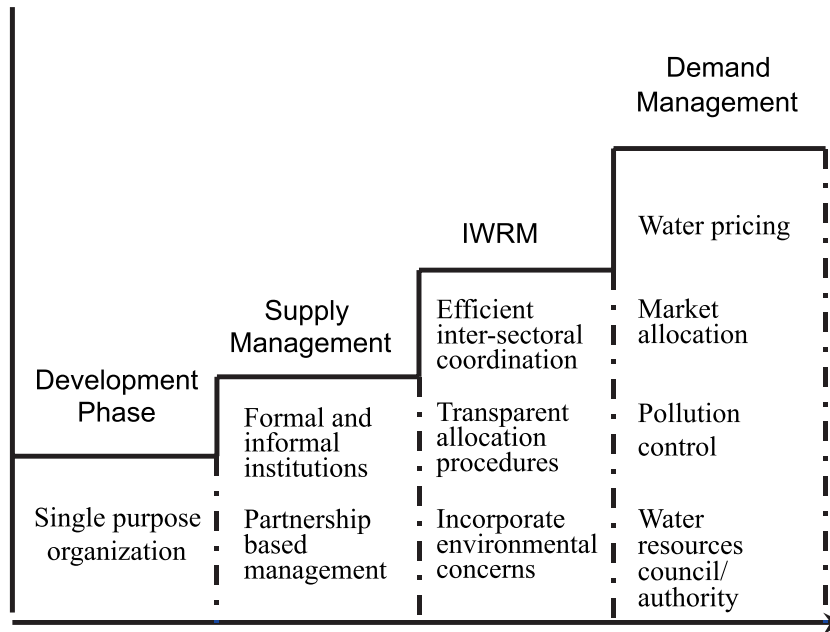 Development
Phase
Single purpose
organization
Supply
Management
Formal and
informal
institutions
Partnership
based
management
IWRM
Efficient
inter-sectoral
coordination
Transparent
allocation
procedures
Incorporate
environmental
concerns
Demand
Management
Water pricing
Market
allocation
Pollution
control
Water
resources
council/
authority